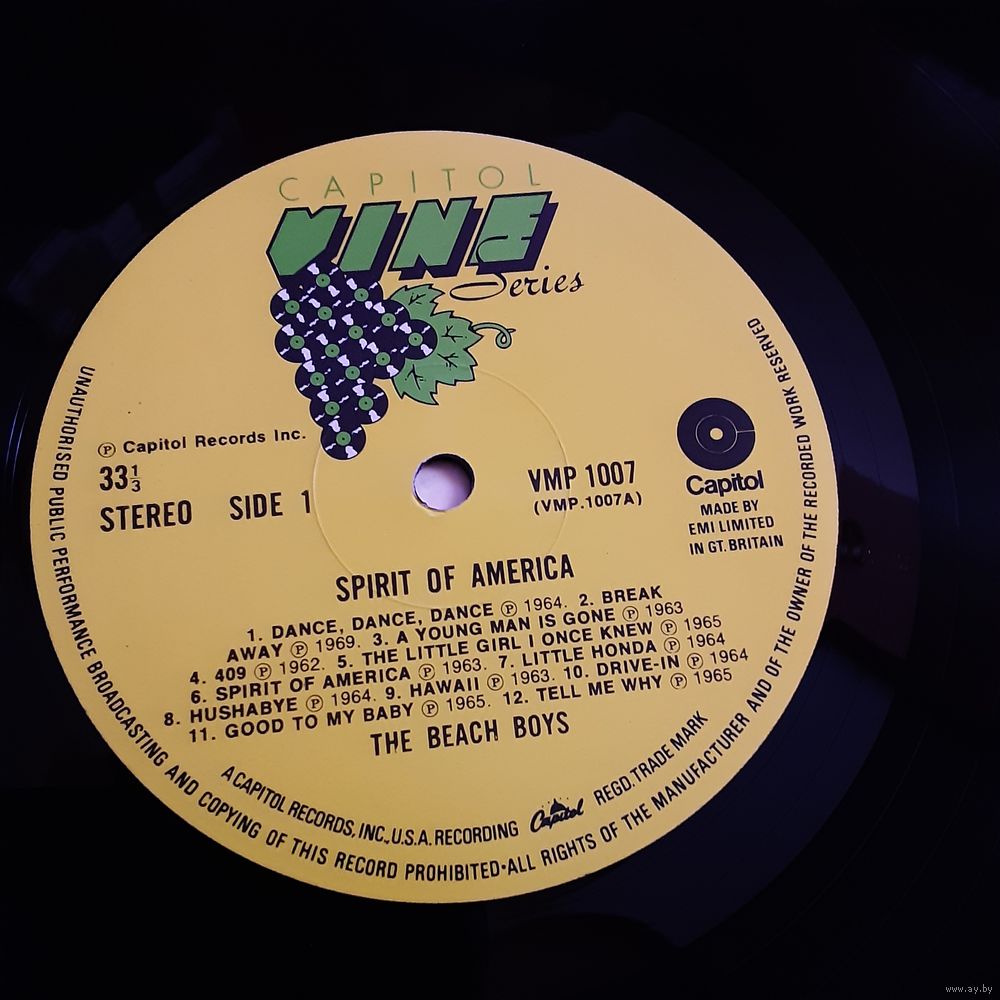 CAPITOL
VINE
Series
UNAUTHORISED PUBLIC PERFORMANCE BROADCASTING AND COPYING OF THIS RECORD PROHIBITED·ALL RIGHTS OF THE MANUFACTURER AND OF THE OWNER OF THE RECORDED WORK RESERVED
Ⓟ Capitol Records Inc.
33⅓
STEREO SIDE 1
VMP 1007
(VMP.1007A)
Capitol
MADE BY
EMI LIMITED
IN GT. BRITAIN
SPIRIT OF AMERICA
1. DANCE, DANCE, DANCE Ⓟ 1964. 2. BREAK
AWAY Ⓟ 1969. 3. A YOUNG MAN IS GONE Ⓟ 1963
4. 409 Ⓟ 1962. 5. THE LITTLE GIRL I ONCE KNEW Ⓟ 1965
6. SPIRIT OF AMERICA Ⓟ 1963. 7. LITTLE HONDA Ⓟ 1964
8. HUSHABYE Ⓟ 1964. 9. HAWAII Ⓟ 1963. 10. DRIVE-IN Ⓟ 1964
11. GOOD TO MY BABY Ⓟ 1965. 12. TELL ME WHY Ⓟ 1965
THE BEACH BOYS
A CAPITOL RECORDS, INC., U.S.A. RECORDING Capitol REGD. TRADE MARK
www.ay.by